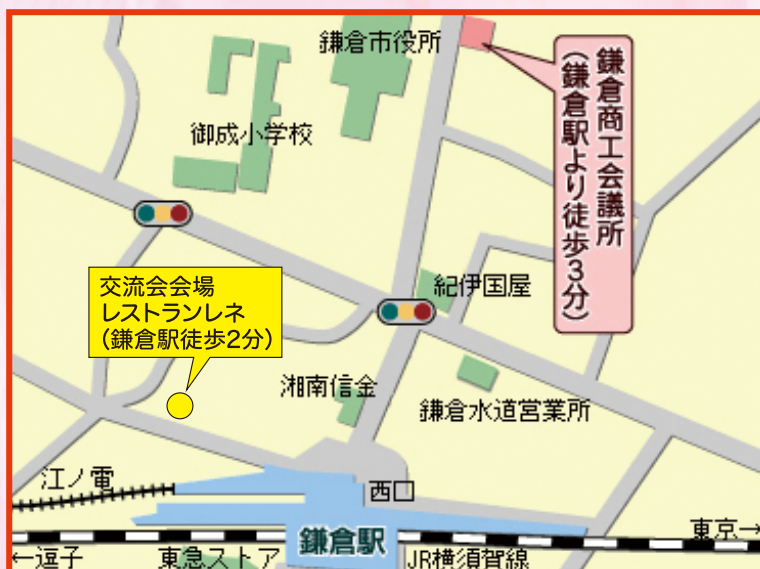 鎌倉市役所
鎌倉商工会議所
(鎌倉駅より徒歩3分)
御成小学校
交流会会場
レストランレネ
(鎌倉駅徒歩2分)
紀伊国屋
湘南信金
鎌倉水道営業所
江ノ電
西口
鎌倉駅
東京→
←逗子
東急ストア
JR横須賀線